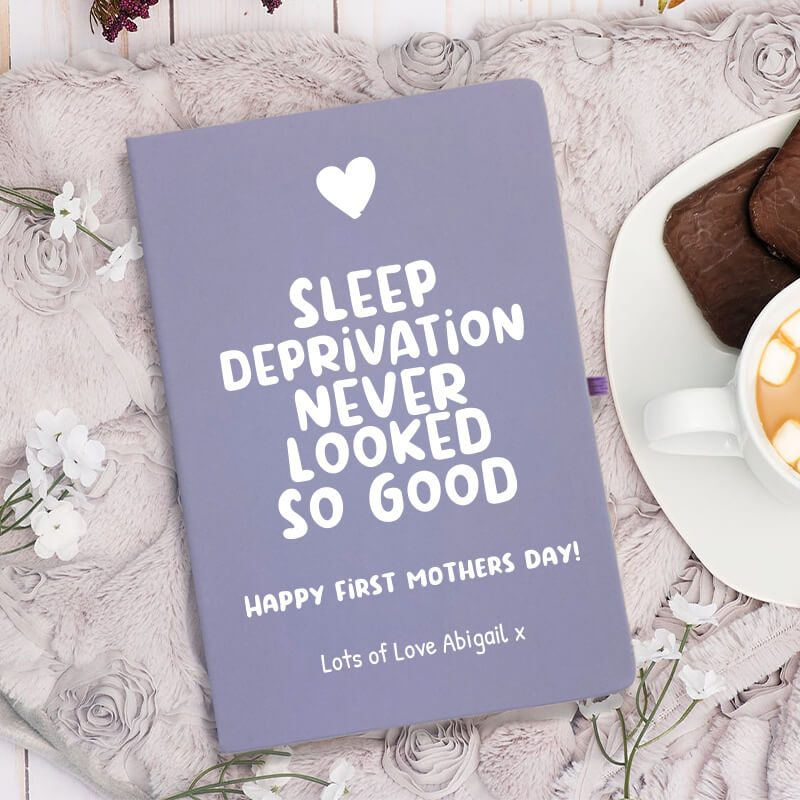 SLEEP
DEPRIVATION
NEVER
LOOKED
SO GOOD
HAPPY FIRST MOTHERS DAY!
Lots of Love Abigail x